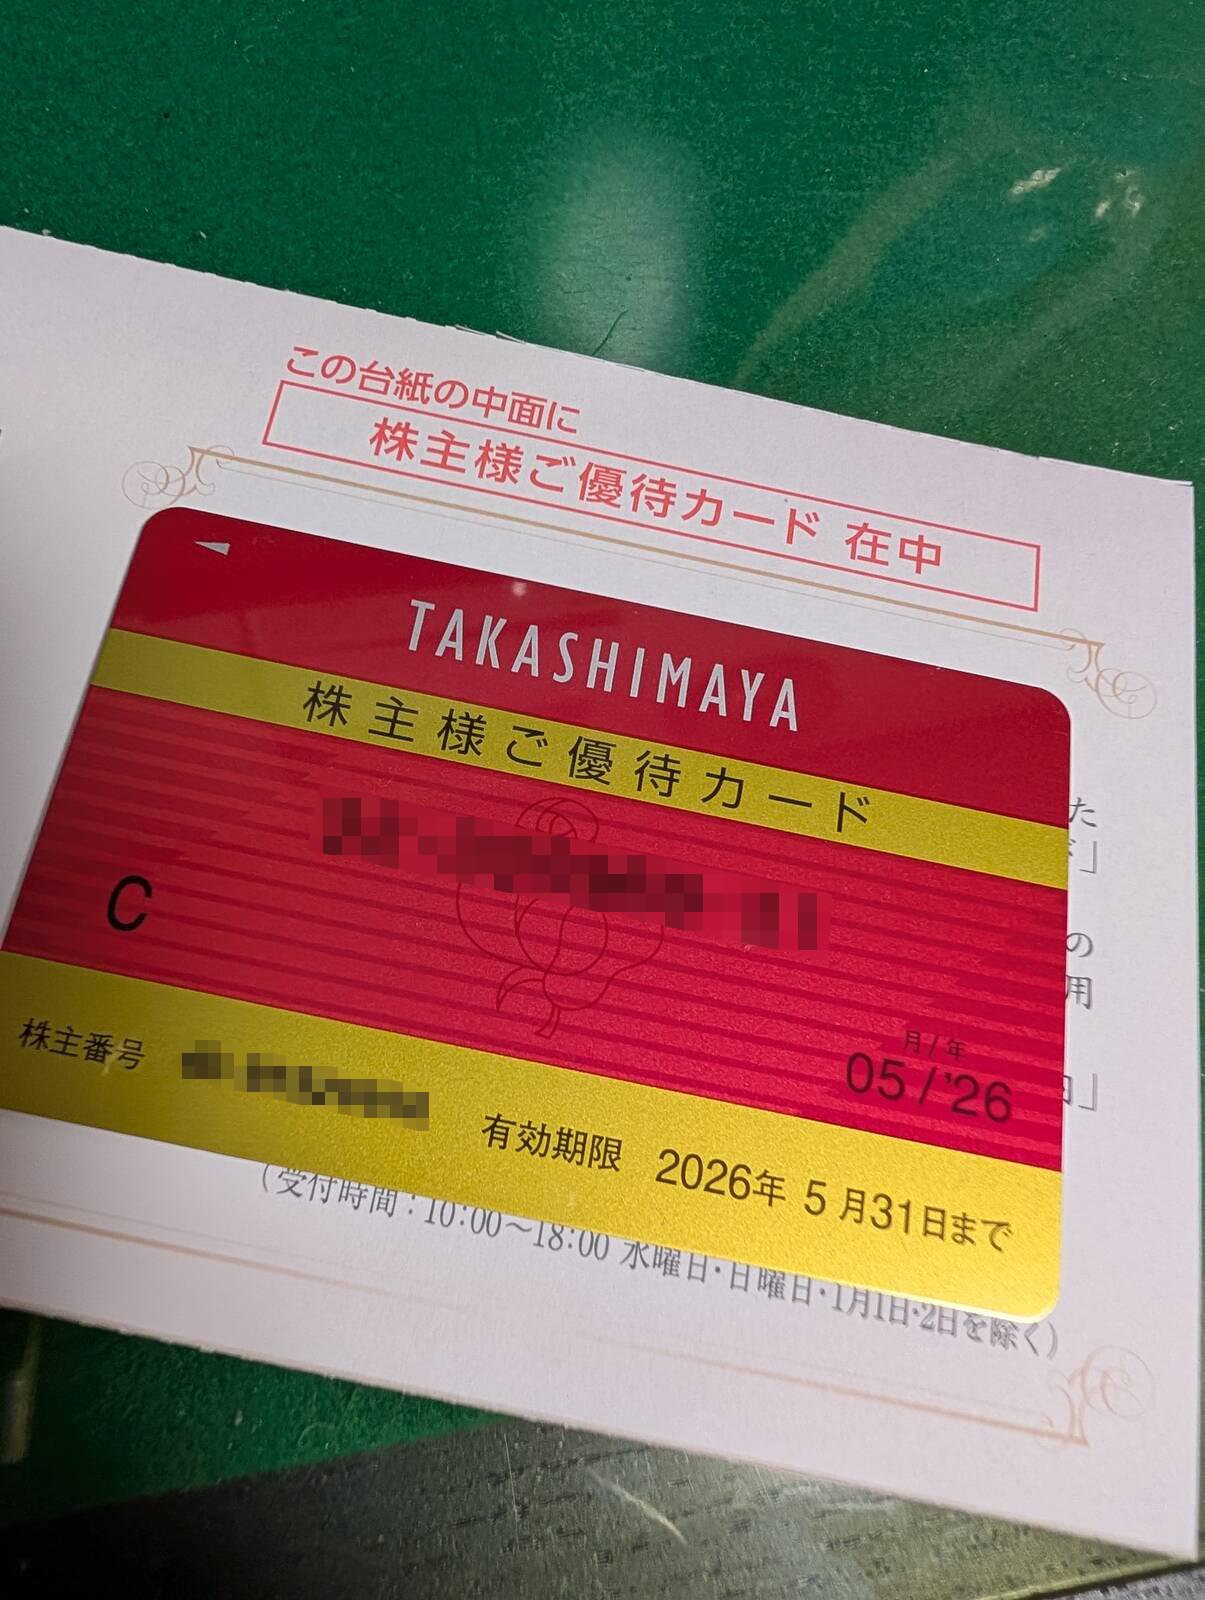 この台紙の中面に
株主様ご優待カード 在中
TAKASHIMAYA
株主様ご優待カード
C
月/年
05/'26
株主番号
有効期限 2026年 5月31日まで
た
」
の
用
」
(受付時間:10:00～18:00 水曜日・日曜日・1月1日・2日を除く)